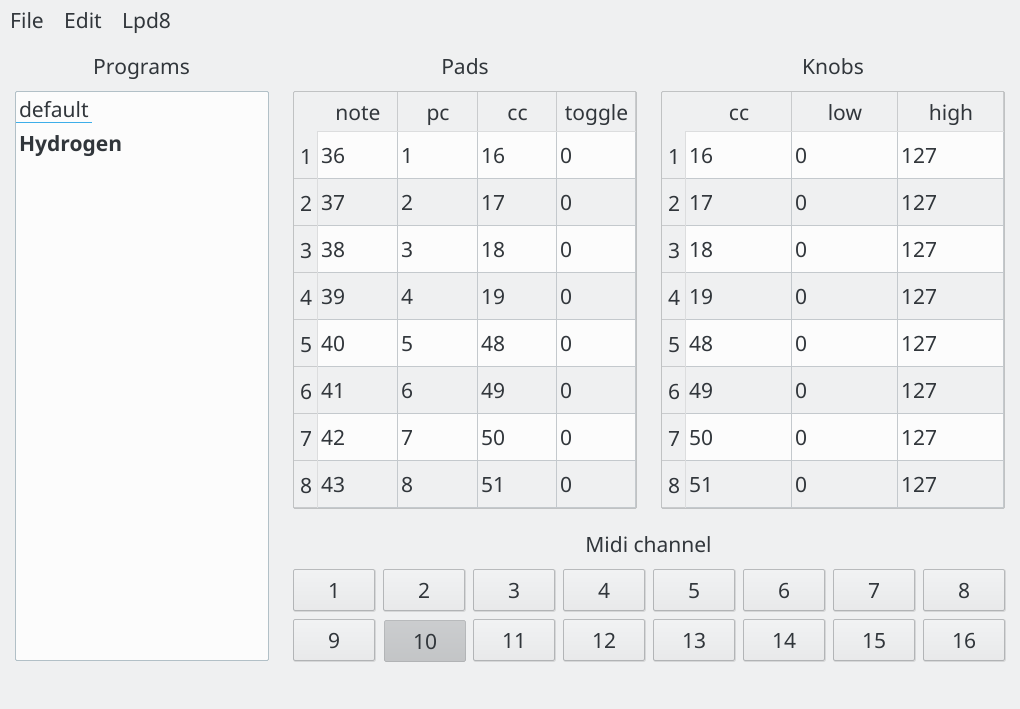 File Edit Lpd8
Programs Pads Knobs
default
Hydrogen
note pc cc toggle
1 36 1 16 0
2 37 2 17 0
3 38 3 18 0
4 39 4 19 0
5 40 5 48 0
6 41 6 49 0
7 42 7 50 0
8 43 8 51 0
cc low high
1 16 0 127
2 17 0 127
3 18 0 127
4 19 0 127
5 48 0 127
6 49 0 127
7 50 0 127
8 51 0 127
Midi channel
1 2 3 4 5 6 7 8
9 10 11 12 13 14 15 16